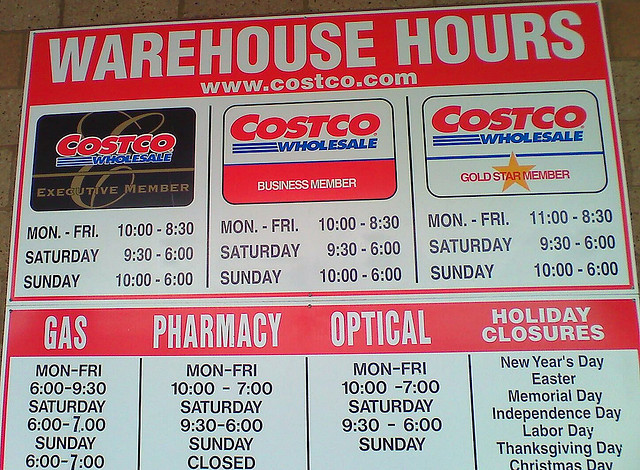 WAREHOUSE HOURS
www.costco.com
COSTCO
WHOLESALE
EXECUTIVE MEMBER
MON. - FRI. 10:00 - 8:30
SATURDAY 9:30 - 6:00
SUNDAY 10:00 - 6:00
COSTCO
WHOLESALE
BUSINESS MEMBER
MON. - FRI. 10:00 - 8:30
SATURDAY 9:30 - 6:00
SUNDAY 10:00 - 6:00
COSTCO
WHOLESALE
GOLD STAR MEMBER
MON. - FRI. 11:00 - 8:30
SATURDAY 9:30 - 6:00
SUNDAY 10:00 - 6:00
GAS
MON-FRI
6:00-9:30
SATURDAY
6:00-7.00
SUNDAY
6:00-7:00
PHARMACY
MON-FRI
10:00 - 7:00
SATURDAY
9:30-6:00
SUNDAY
CLOSED
OPTICAL
MON-FRI
10:00 -7:00
SATURDAY
9:30 - 6:00
SUNDAY
HOLIDAY
CLOSURES
New Year's Day
Easter
Memorial Day
Independence Day
Labor Day
Thanksgiving Day
Christmas Day